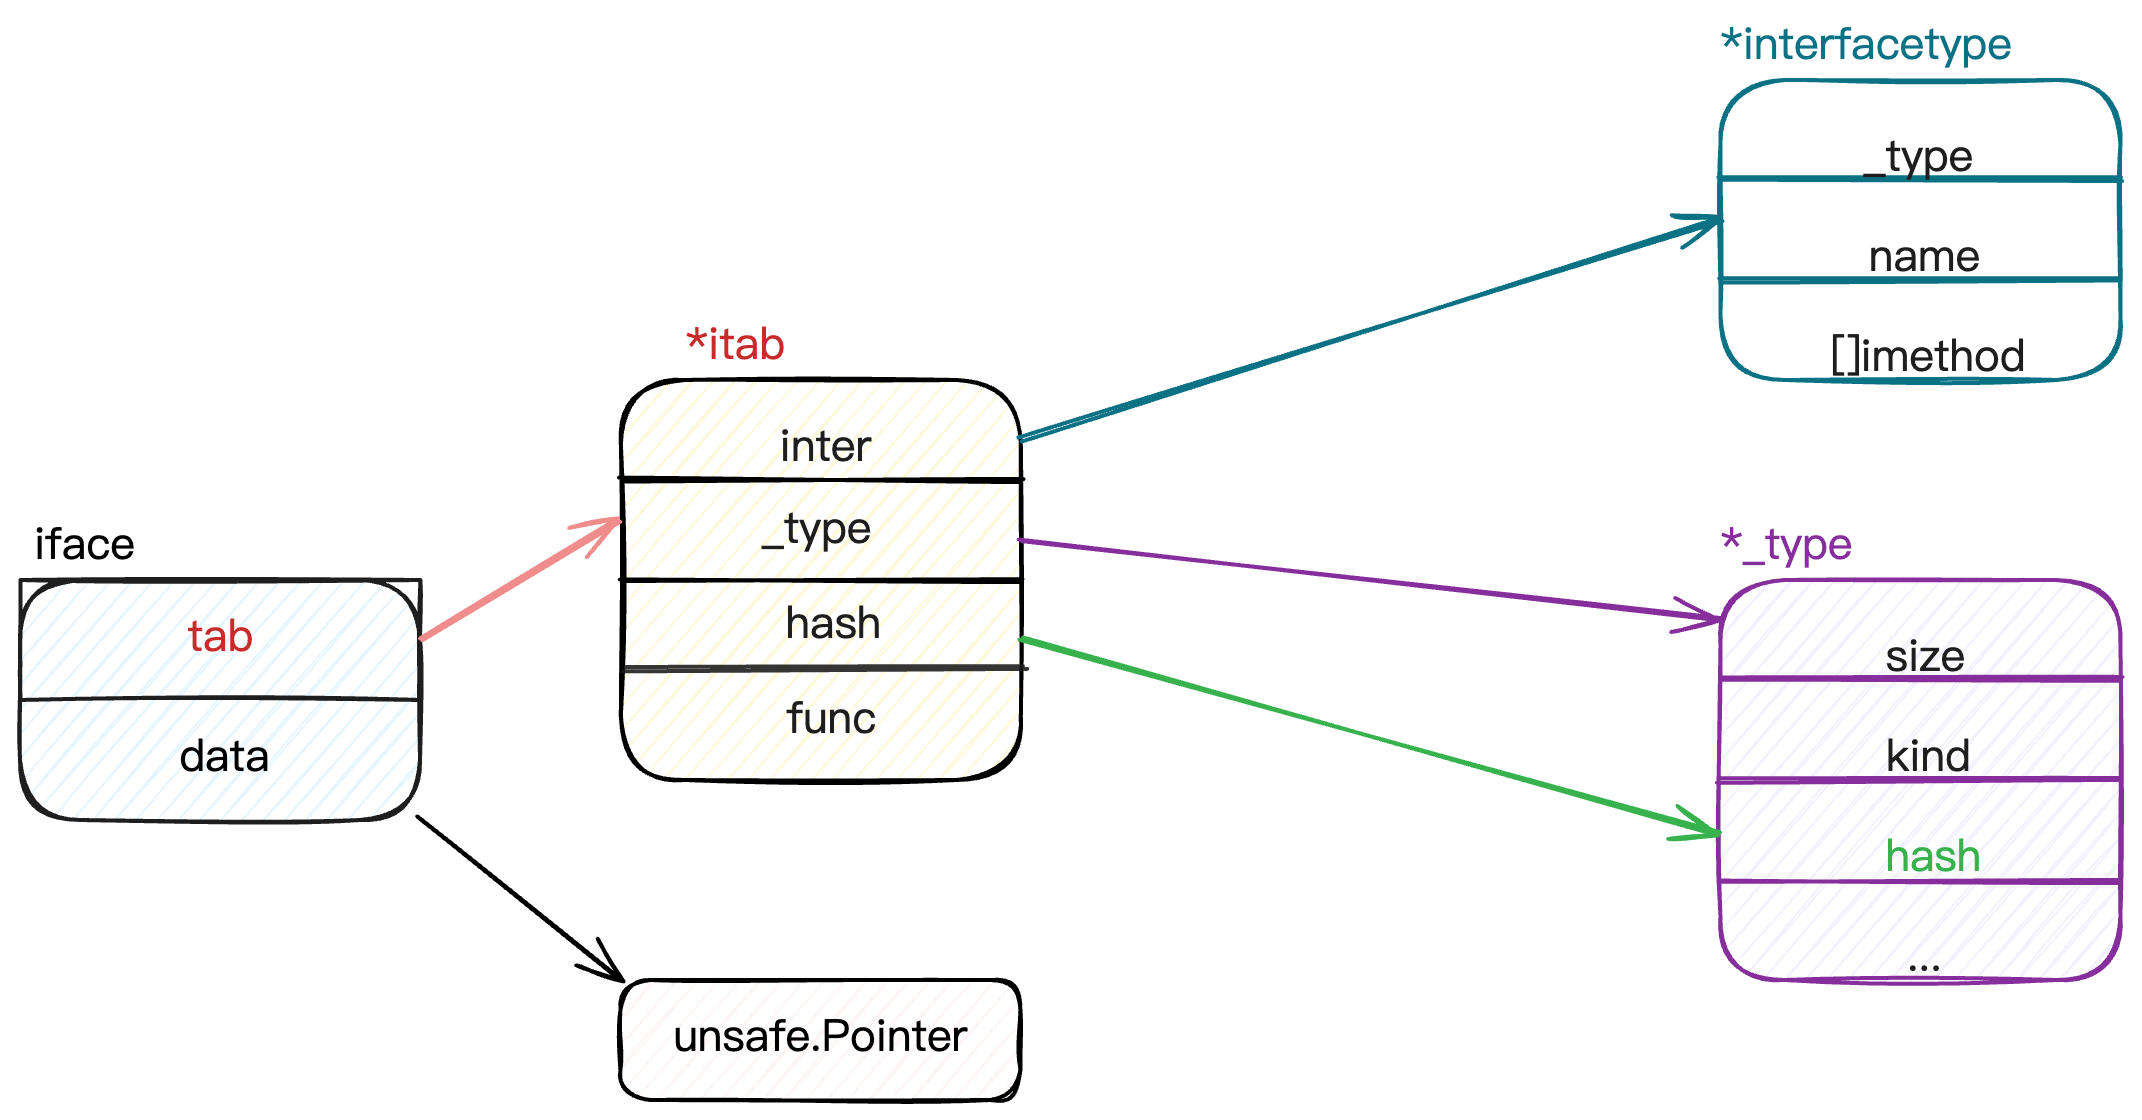 *interfacetype
_type
name
[]imethod
*itab
inter
_type
hash
func
iface
tab
data
*_type
size
kind
hash
...
unsafe.Pointer